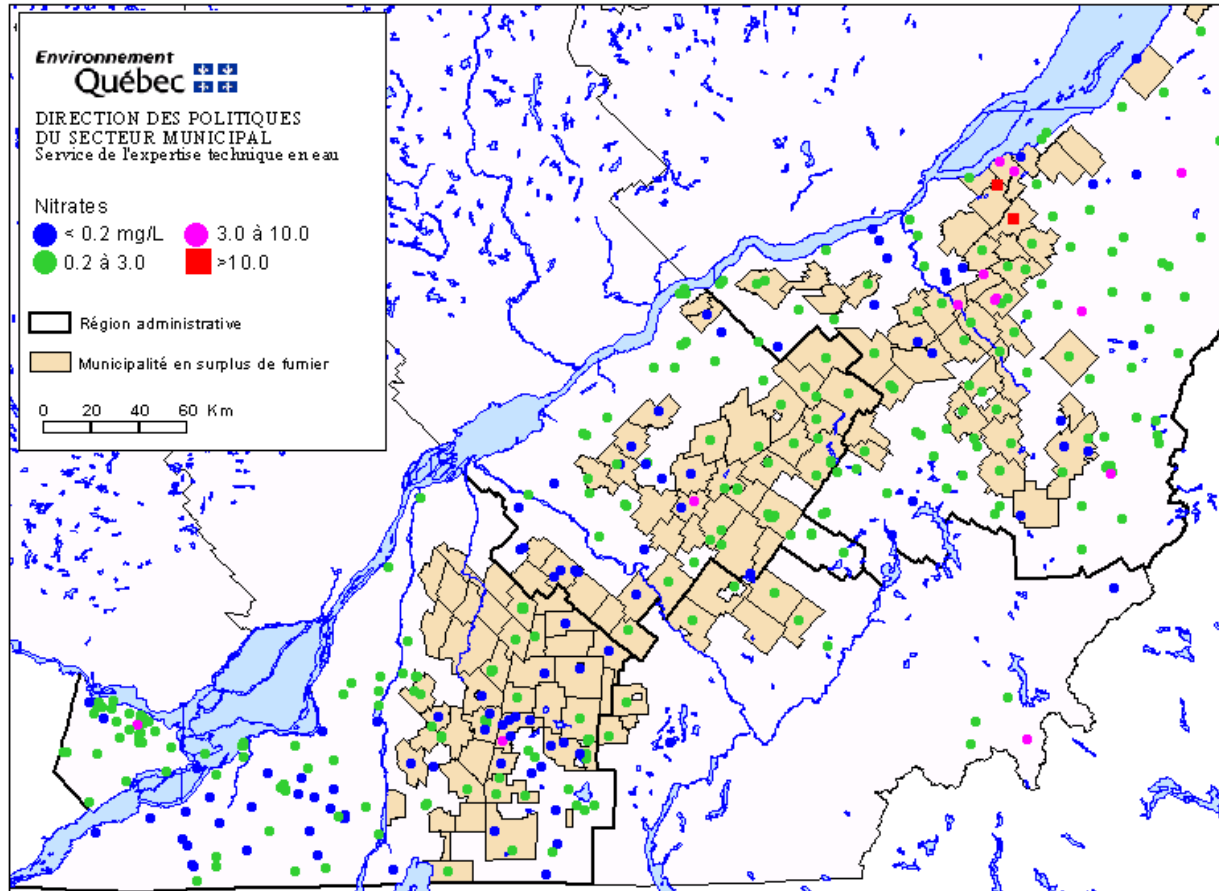 Environnement
Québec
DIRECTION DES POLITIQUES
DU SECTEUR MUNICIPAL
Service de l'expertise technique en eau
Nitrates
< 0.2 mg/L 3.0 à 10.0
0.2 à 3.0 >10.0
Région administrative
Municipalité en surplus de fumier
0 20 40 60 Km